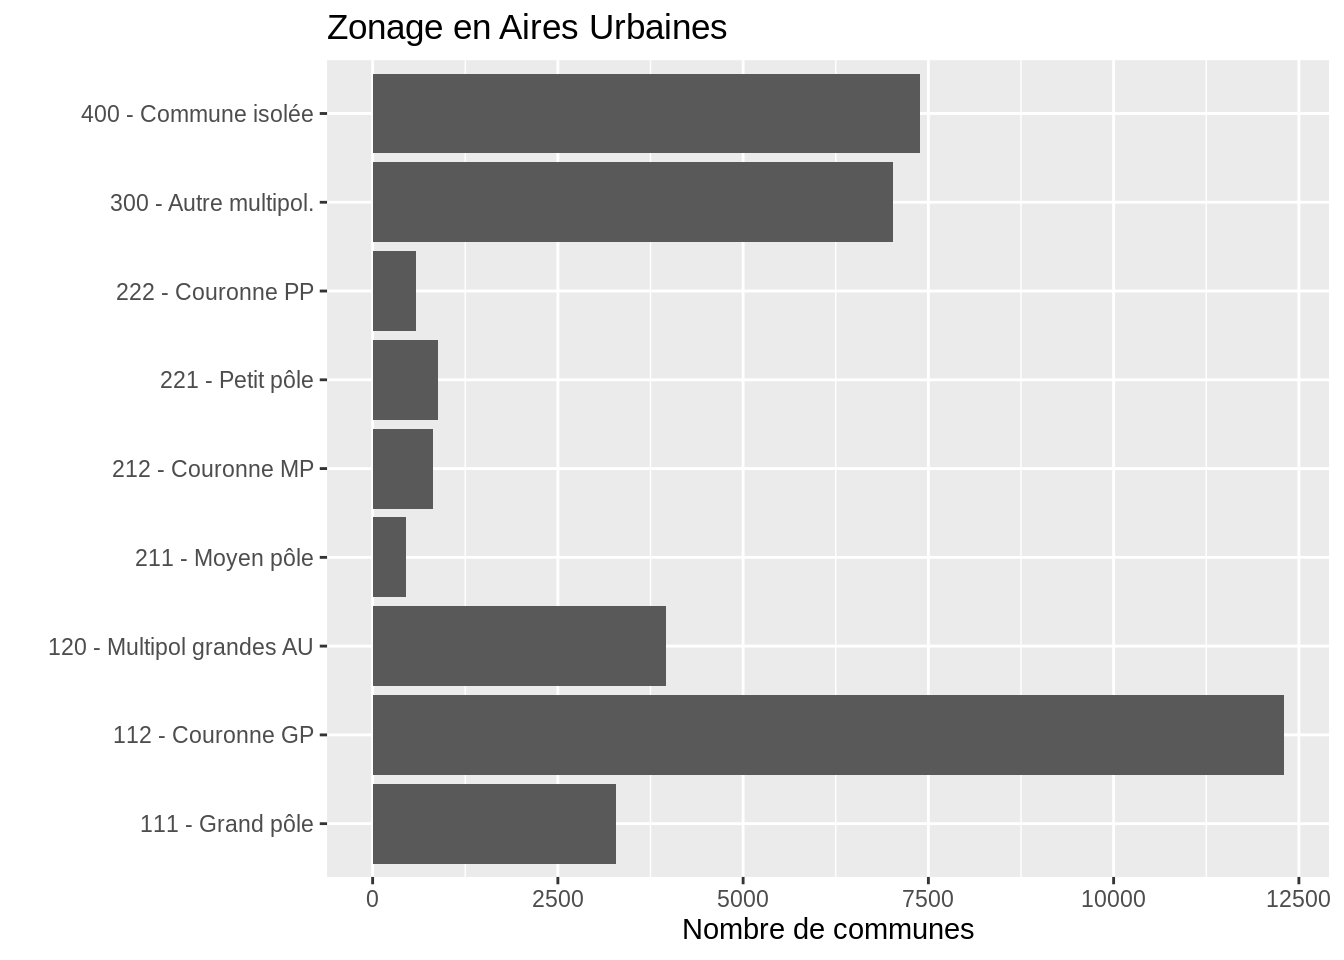 Zonage en Aires Urbaines
400 - Commune isolée
300 - Autre multipol.
222 - Couronne PP
221 - Petit pôle
212 - Couronne MP
211 - Moyen pôle
120 - Multipol grandes AU
112 - Couronne GP
111 - Grand pôle
0 2500 5000 7500 10000 12500
Nombre de communes